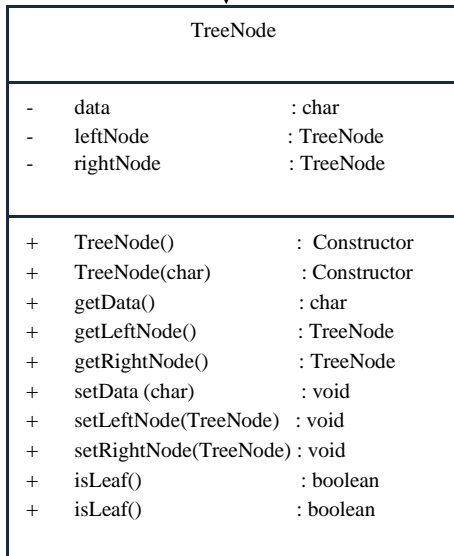 TreeNode
- data : char
- leftNode : TreeNode
- rightNode : TreeNode
+ TreeNode() : Constructor
+ TreeNode(char) : Constructor
+ getData() : char
+ getLeftNode() : TreeNode
+ getRightNode() : TreeNode
+ setData (char) : void
+ setLeftNode(TreeNode) : void
+ setRightNode(TreeNode) : void
+ isLeaf() : boolean
+ isLeaf() : boolean